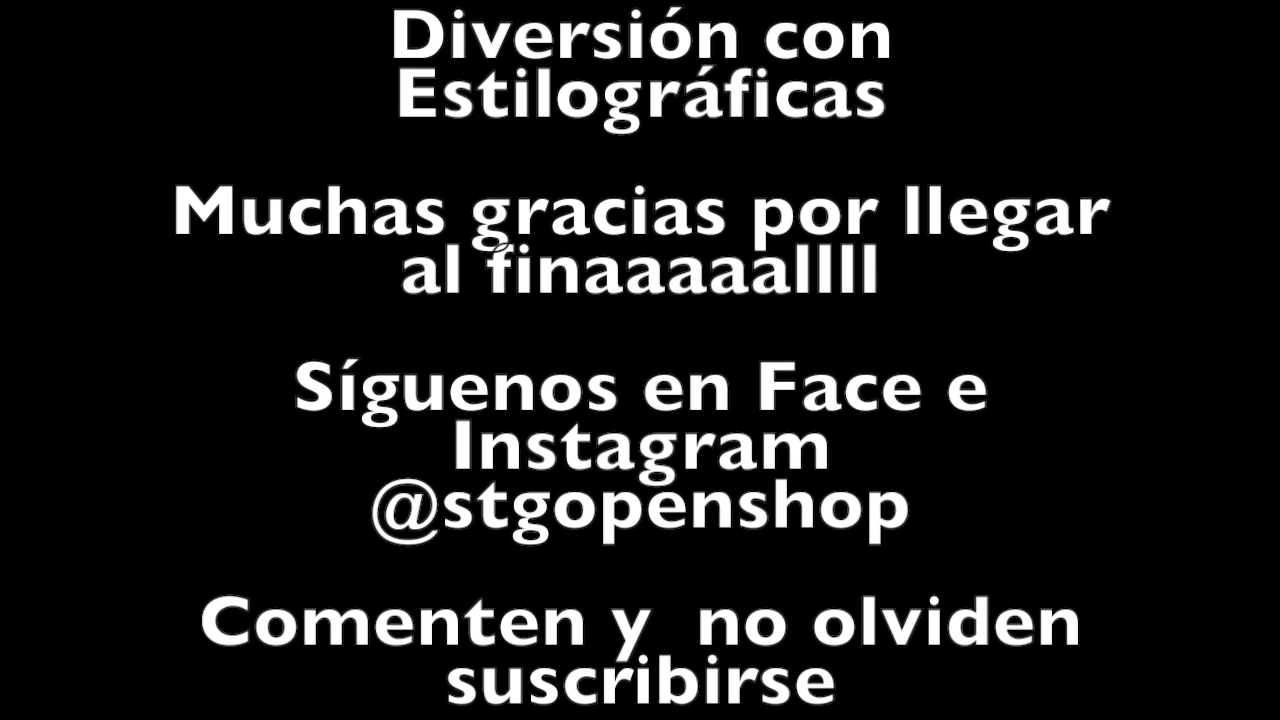 Diversión con
Estilográficas
Muchas gracias por llegar
al finaaaaallll
Síguenos en Face e
Instagram
@stgopenshop
Comenten y  no olviden
suscribirse